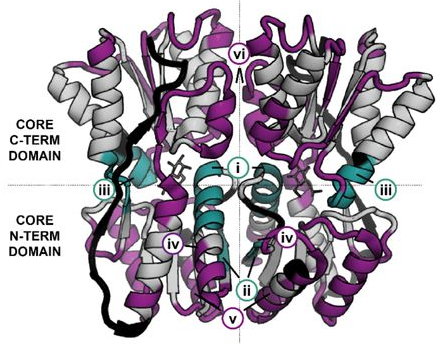 vi
CORE
C-TERM
DOMAIN
i
iii
iii
CORE
N-TERM
DOMAIN
iv
iv
ii
v